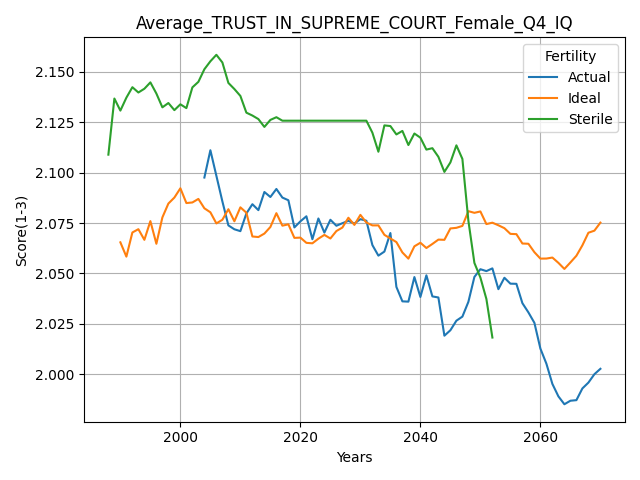 Average_TRUST_IN_SUPREME_COURT_Female_Q4_IQ
Fertility
Actual
Ideal
Sterile
Score(1-3)
2.150
2.125
2.100
2.075
2.050
2.025
2.000
2000
2020
2040
2060
Years